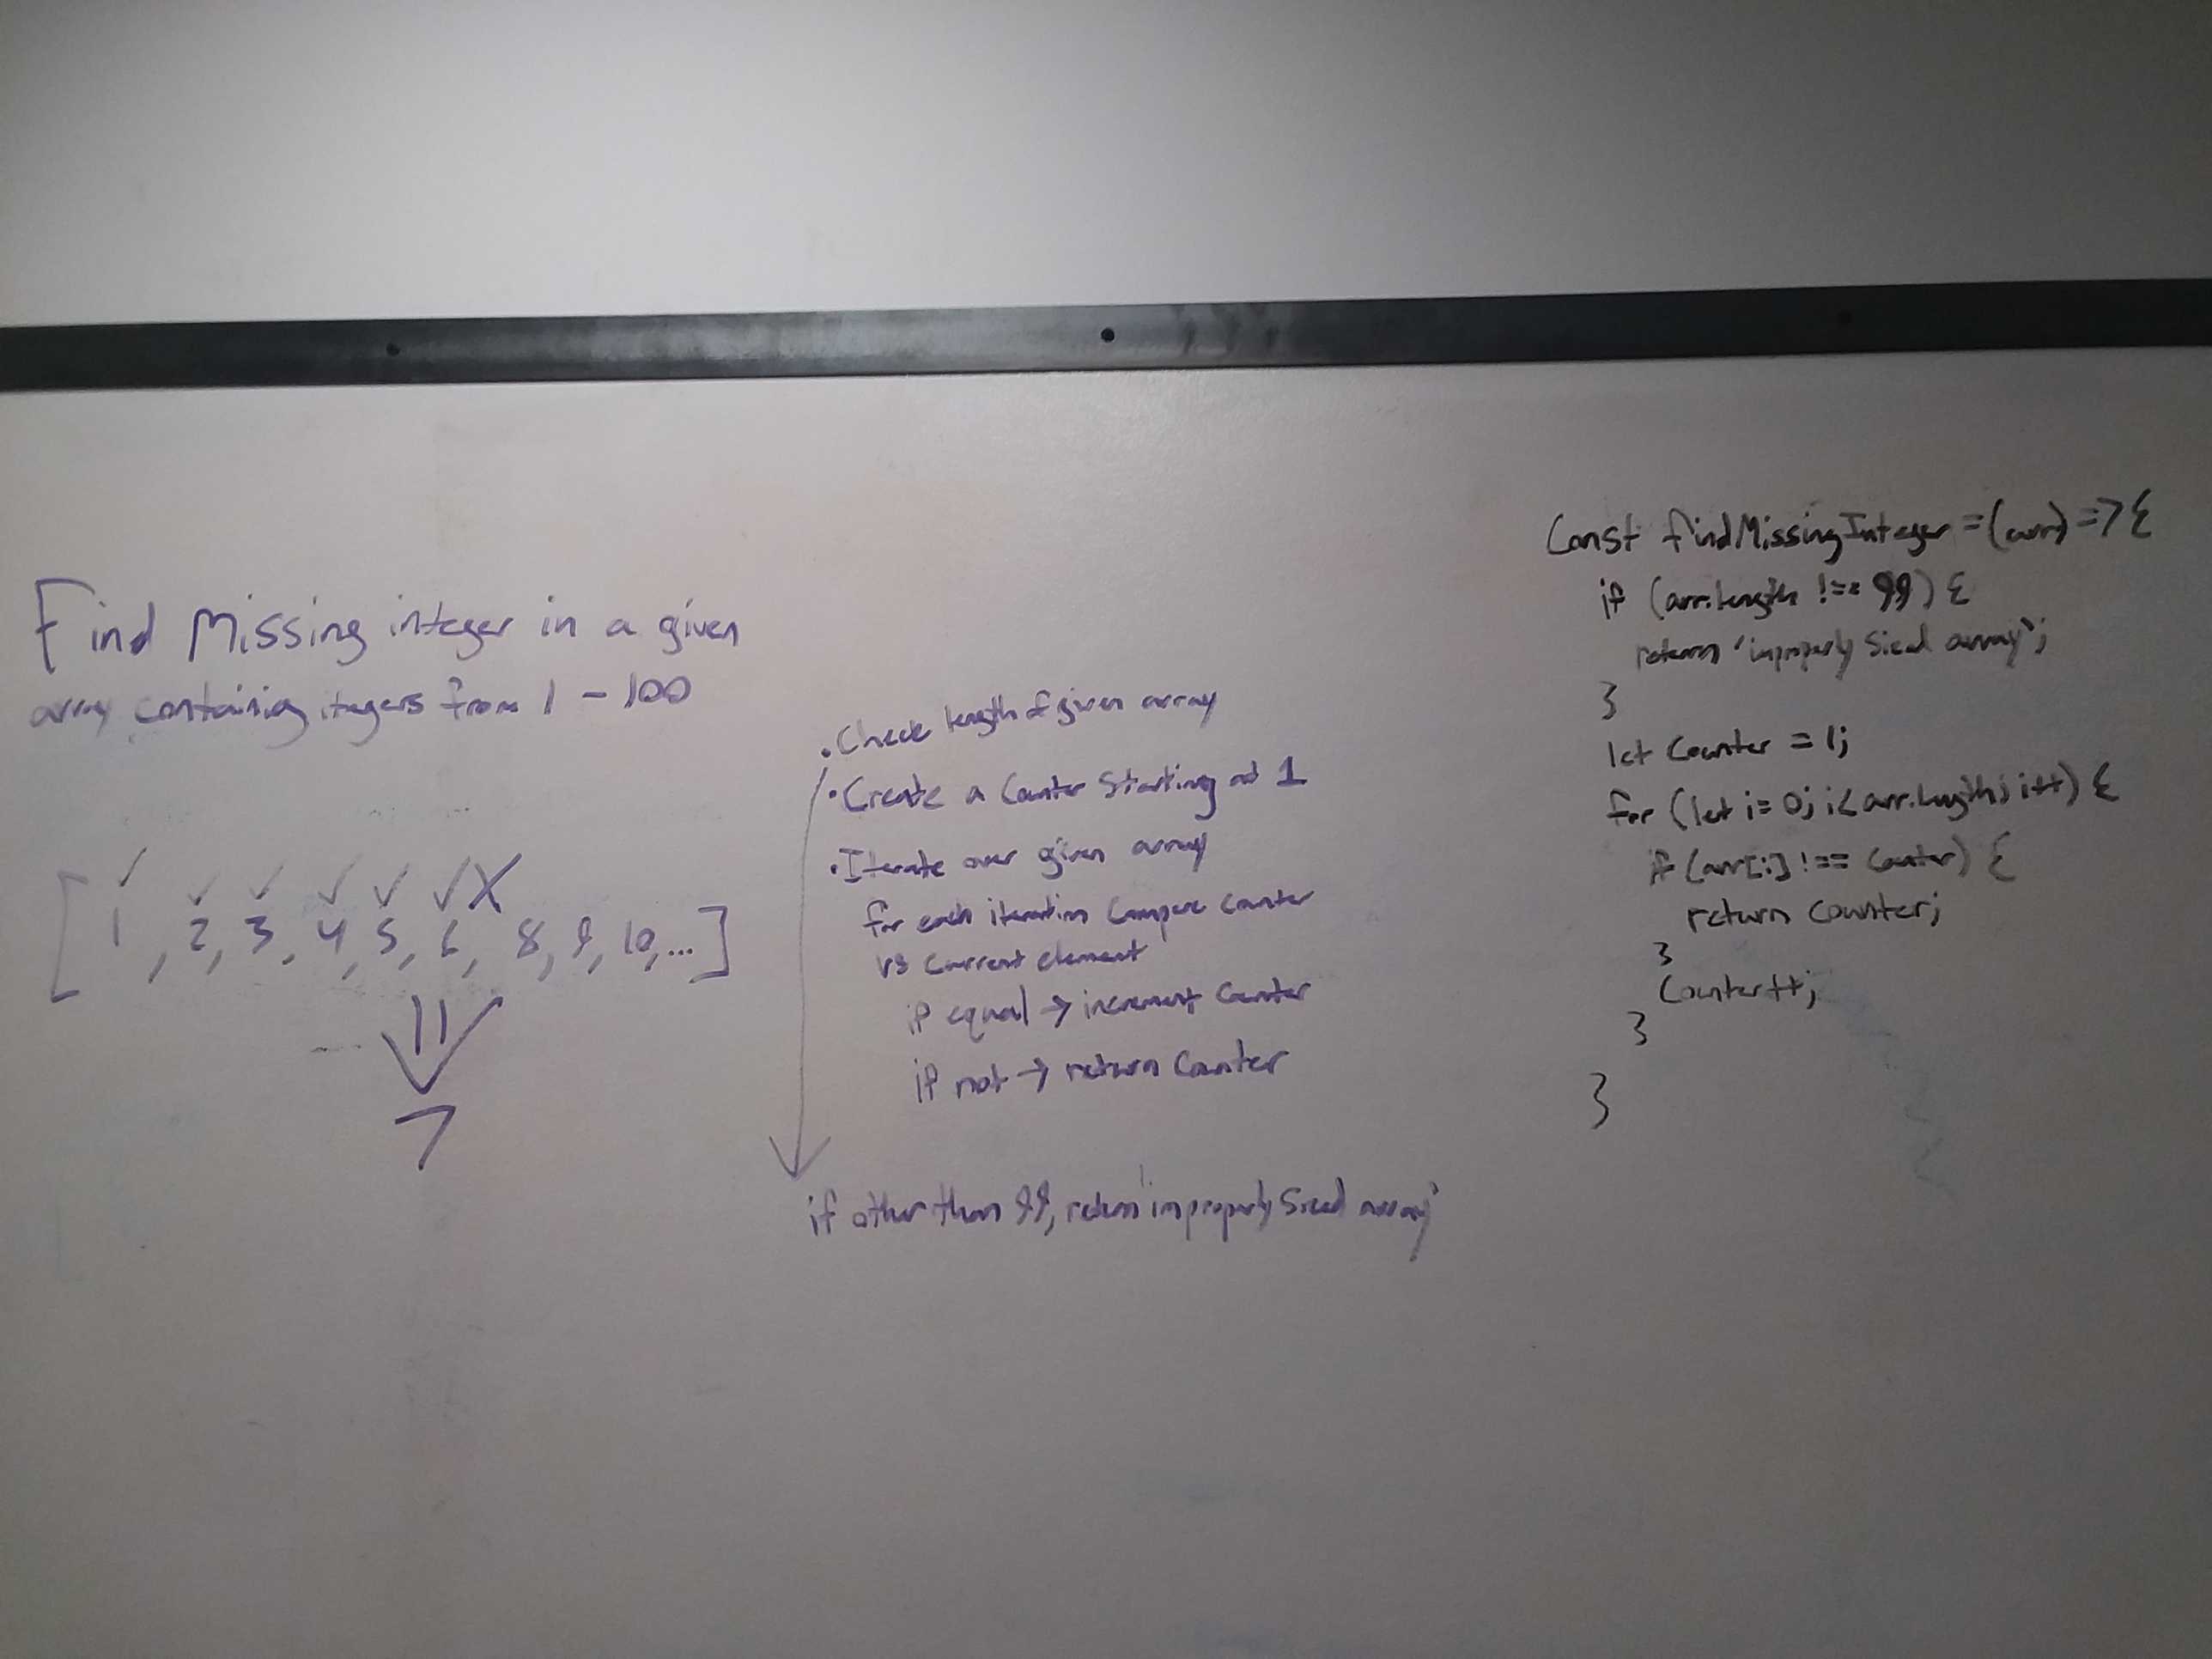 Find Missing integer in a given
array containing itegers from 1 - 100
[1, 2, 3, 4, 5, 6, 8, 9, 10, ...]
✓ ✓ ✓ ✓ ✓ ✓ X
7
• Check length of given array
• Create a Counter Starting at 1
• Iterate over given array
for each iteration Compare counter
vs current element
if equal → increment Counter
if not → return Counter
if other than 99, return 'improperly Sized array'
Const findMissingInteger = (arr) => {
if (arr.length !== 99) {
return 'improperly Sized array';
}
let Counter = 1;
for (let i = 0; i < arr.length; i++) {
if (arr[i] !== Counter) {
return counter;
}
Counter++;
}
}